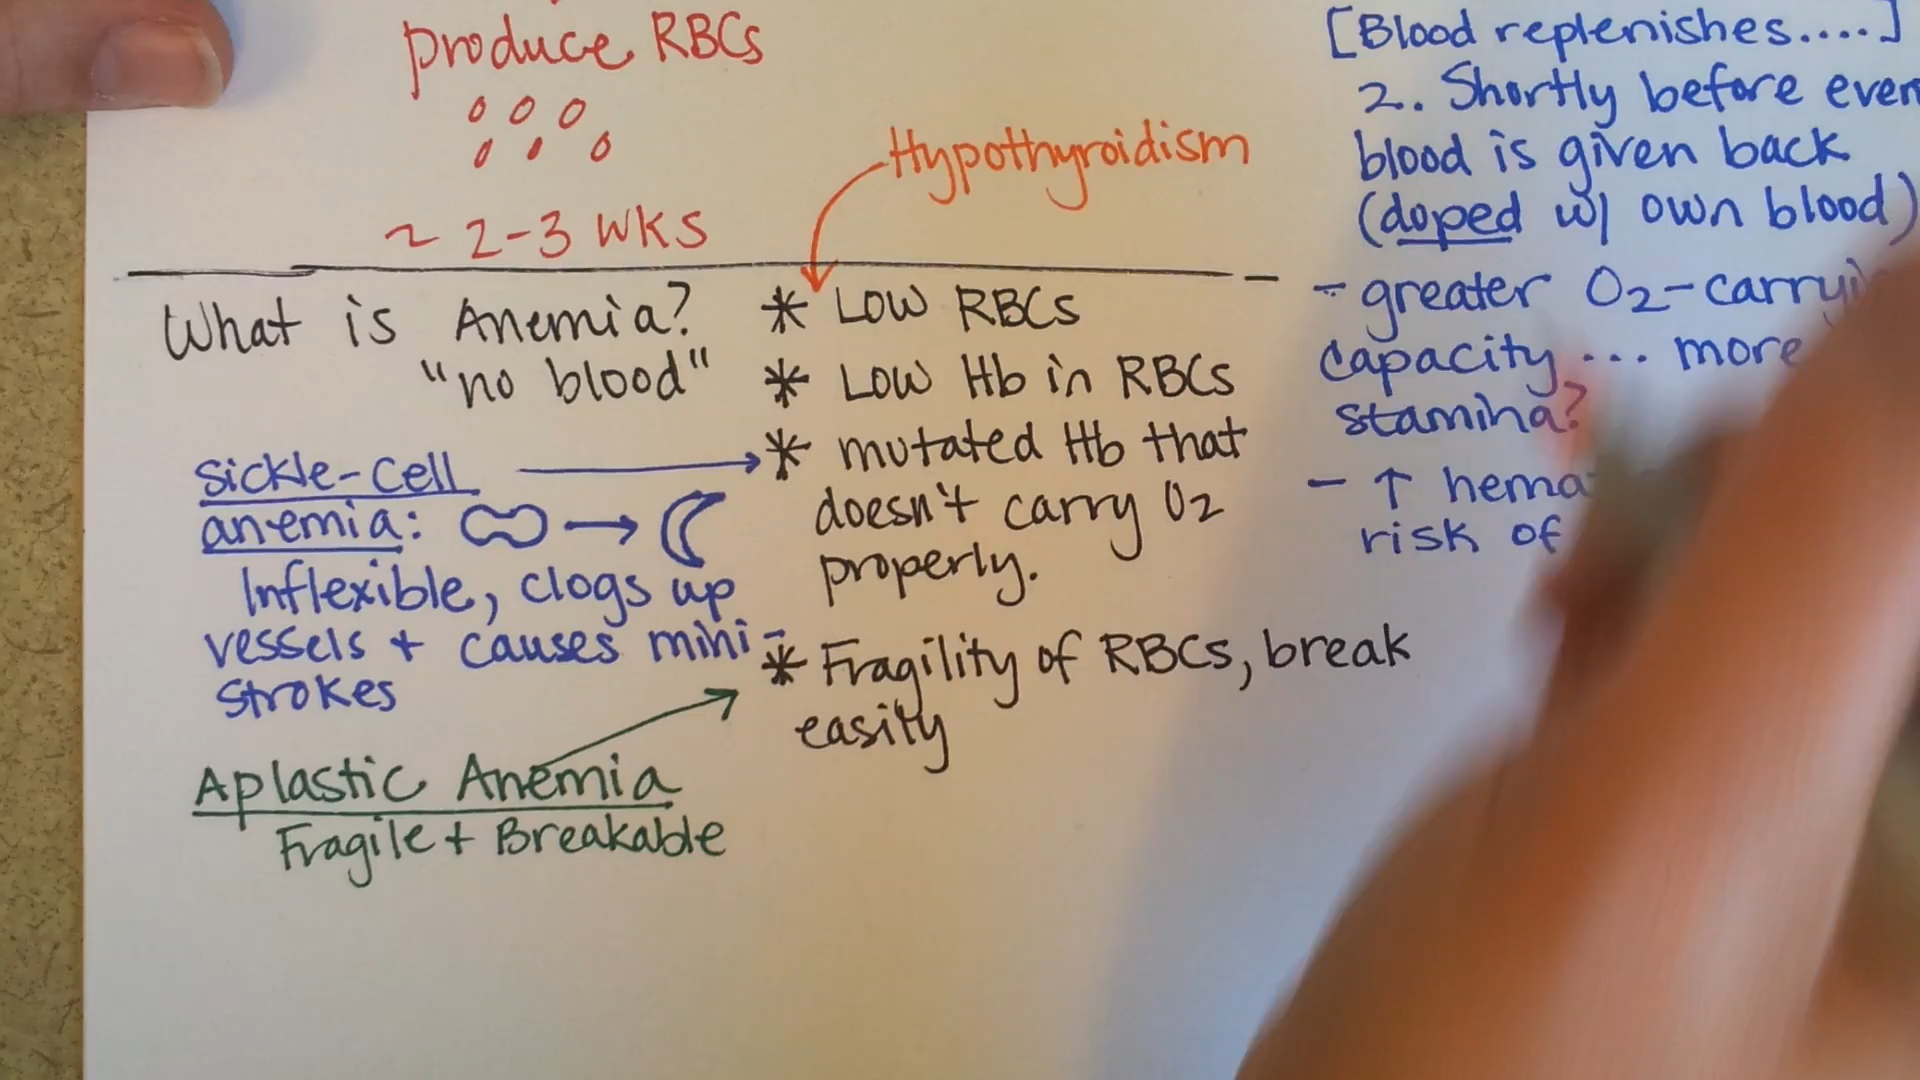 produce RBCs
~ 2-3 wks
Hypothyroidism
What is Anemia?
"no blood"
* Low RBCs
* Low Hb in RBCs
* mutated Hb that
doesn't carry O2
properly.
* Fragility of RBCs, break
easily
Sickle-cell
anemia:
Inflexible, clogs up
vessels + causes mini-
strokes
Aplastic Anemia
Fragile + Breakable
[Blood replenishes....]
2. Shortly before
blood is given back
(doped w/ own blood)
- greater O2-
capacity ... more
stamina?
- ↑
risk of